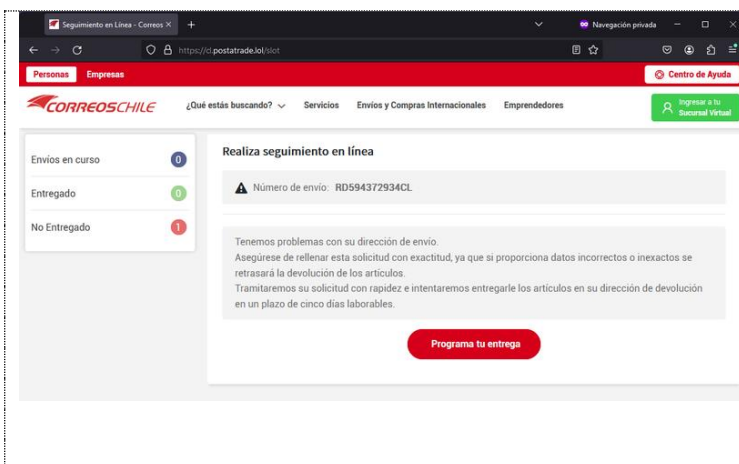 Seguimiento en Línea - Correos
Navegación privada
https://cl.postatrade.lol/slot
Personas Empresas
Centro de Ayuda
CORREOSCHILE
¿Qué estás buscando? Servicios Envíos y Compras Internacionales Emprendedores
Ingresar a tu
Sucursal Virtual
Envíos en curso 0
Entregado 0
No Entregado 1
Realiza seguimiento en línea
Número de envío: RD594372934CL
Tenemos problemas con su dirección de envío.
Asegúrese de rellenar esta solicitud con exactitud, ya que si proporciona datos incorrectos o inexactos se
retrasará la devolución de los artículos.
Tramitaremos su solicitud con rapidez e intentaremos entregarle los artículos en su dirección de devolución
en un plazo de cinco días laborables.
Programa tu entrega